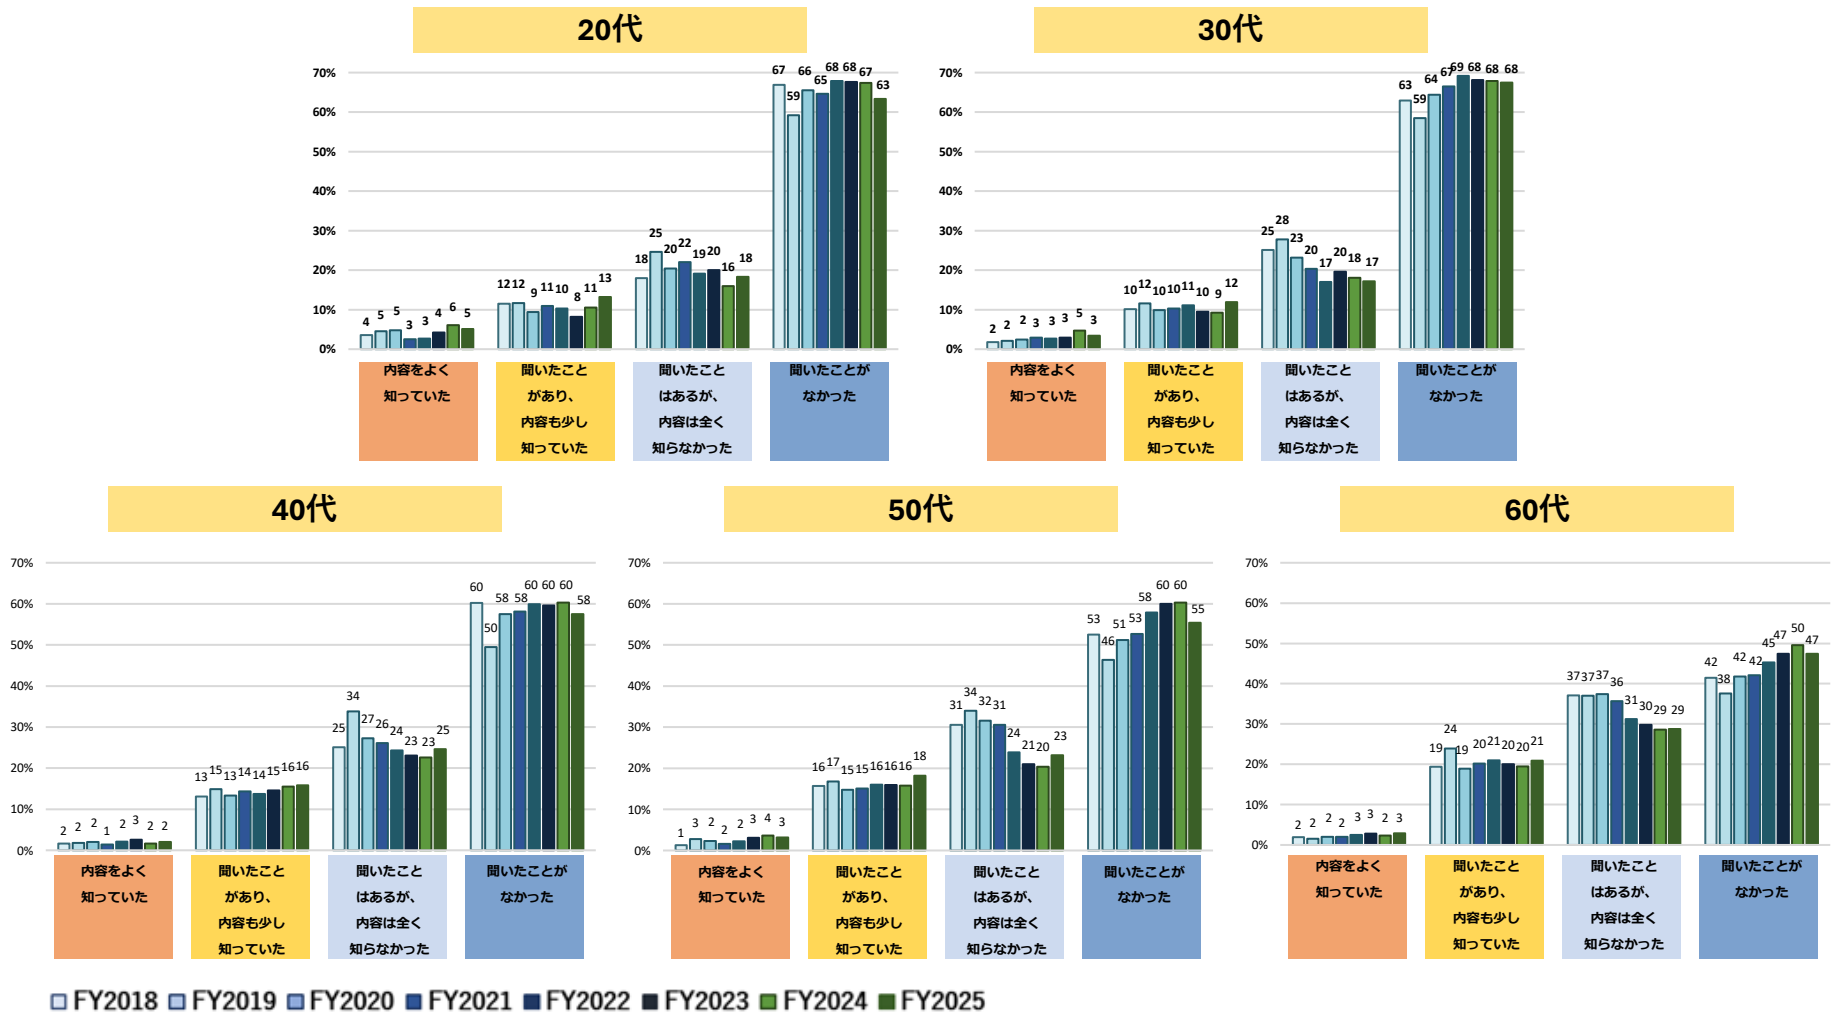 20代
30代
70%
60%
50%
40%
30%
20%
10%
0%
4 5 5 3 3 4 6 5
12 12 9 11 10 8 11 13
18 25 20 22 19 20 16 18
67 59 66 65 68 68 67 63
内容をよく
知っていた
聞いたこと
があり、
内容も少し
知っていた
聞いたこと
はあるが、
内容は全く
知らなかった
聞いたことが
なかった
70%
60%
50%
40%
30%
20%
10%
0%
2 2 2 3 3 3 5 3
10 12 10 10 11 10 9 12
25 28 23 20 17 20 18 17
63 59 64 67 69 68 68 68
内容をよく
知っていた
聞いたこと
があり、
内容も少し
知っていた
聞いたこと
はあるが、
内容は全く
知らなかった
聞いたことが
なかった
40代
50代
60代
70%
60%
50%
40%
30%
20%
10%
0%
2 2 2 1 2 3 2 2
13 15 13 14 14 15 16 16
25 34 27 26 24 23 23 25
60 50 58 58 60 60 60 58
内容をよく
知っていた
聞いたこと
があり、
内容も少し
知っていた
聞いたこと
はあるが、
内容は全く
知らなかった
聞いたことが
なかった
70%
60%
50%
40%
30%
20%
10%
0%
1 3 2 2 2 3 4 3
16 17 15 15 16 16 16 18
31 34 32 31 24 21 20 23
53 46 51 53 58 60 60 55
内容をよく
知っていた
聞いたこと
があり、
内容も少し
知っていた
聞いたこと
はあるが、
内容は全く
知らなかった
聞いたことが
なかった
70%
60%
50%
40%
30%
20%
10%
0%
2 2 2 2 3 3 2 3
19 24 19 20 21 20 20 21
37 37 37 36 31 30 29 29
42 38 42 42 45 47 50 47
内容をよく
知っていた
聞いたこと
があり、
内容も少し
知っていた
聞いたこと
はあるが、
内容は全く
知らなかった
聞いたことが
なかった
FY2018 FY2019 FY2020 FY2021 FY2022 FY2023 FY2024 FY2025